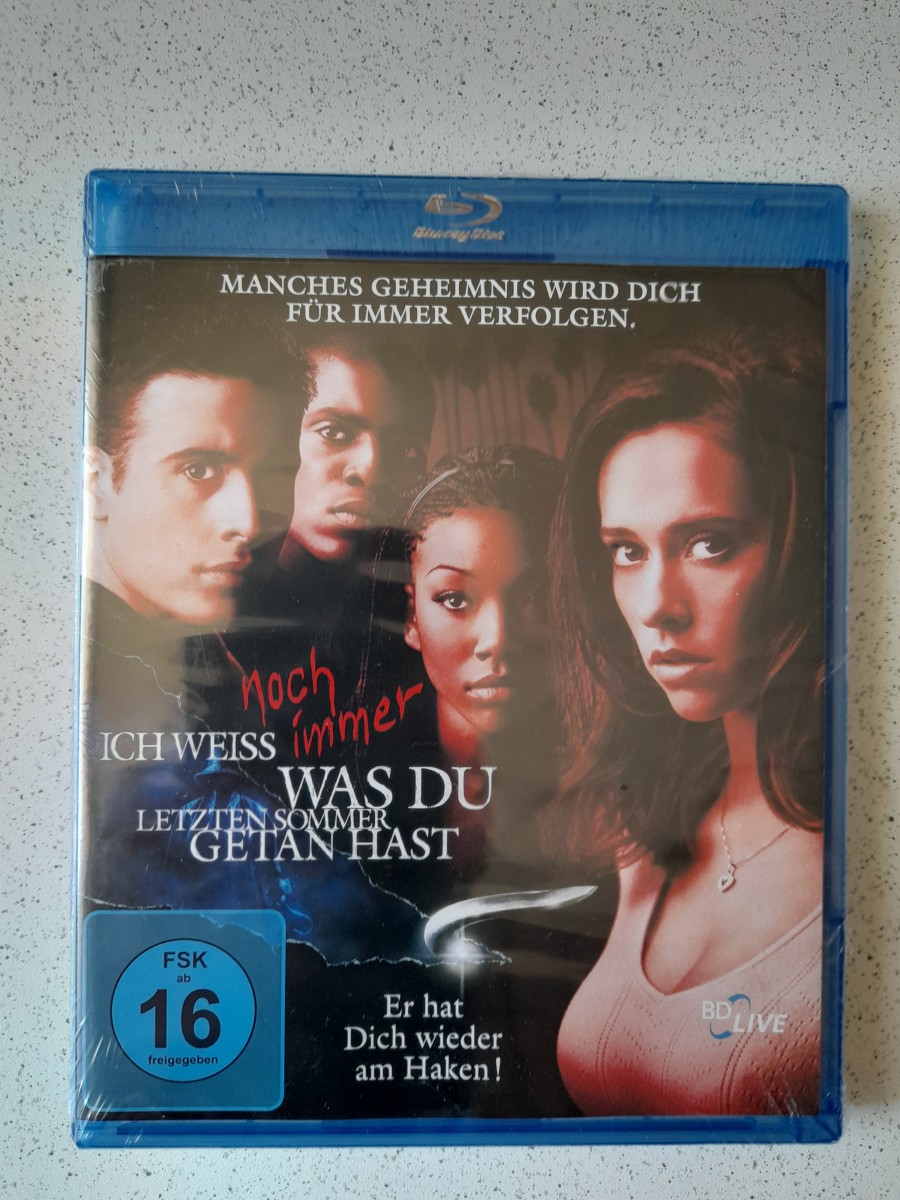 Blu-ray Disc
MANCHES GEHEIMNIS WIRD DICH
FÜR IMMER VERFOLGEN.
noch
immer
ICH WEISS
WAS DU
LETZTEN SOMMER
GETAN HAST
FSK
ab
16
freigegeben
Er hat
Dich wieder
am Haken!
BD LIVE